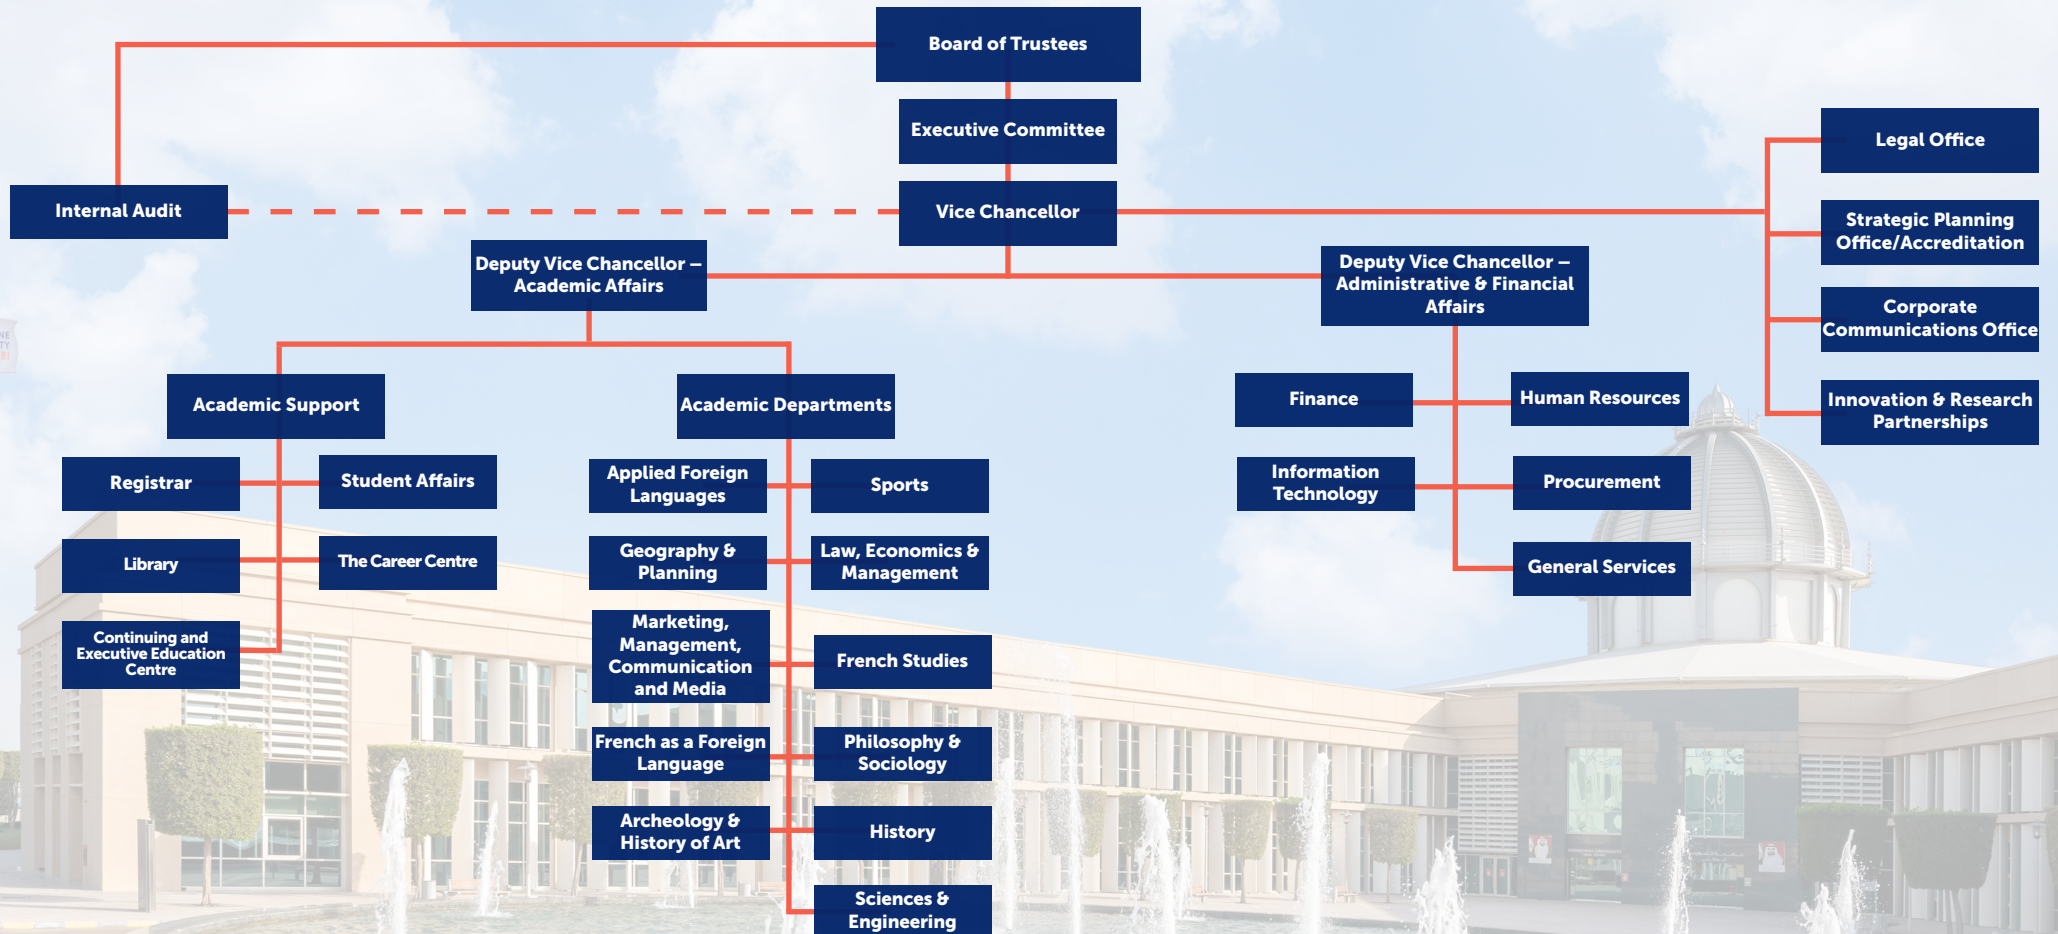 Board of Trustees
Executive Committee
Legal Office
Internal Audit
Vice Chancellor
Strategic Planning
Office/Accreditation
Deputy Vice Chancellor –
Academic Affairs
Deputy Vice Chancellor –
Administrative & Financial
Affairs
Corporate
Communications Office
Academic Support
Academic Departments
Finance
Human Resources
Innovation & Research
Partnerships
Registrar
Student Affairs
Applied Foreign
Languages
Sports
Information
Technology
Procurement
Library
The Career Centre
Geography &
Planning
Law, Economics &
Management
General Services
Continuing and
Executive Education
Centre
Marketing,
Management,
Communication
and Media
French Studies
French as a Foreign
Language
Philosophy &
Sociology
Archeology &
History of Art
History
Sciences &
Engineering